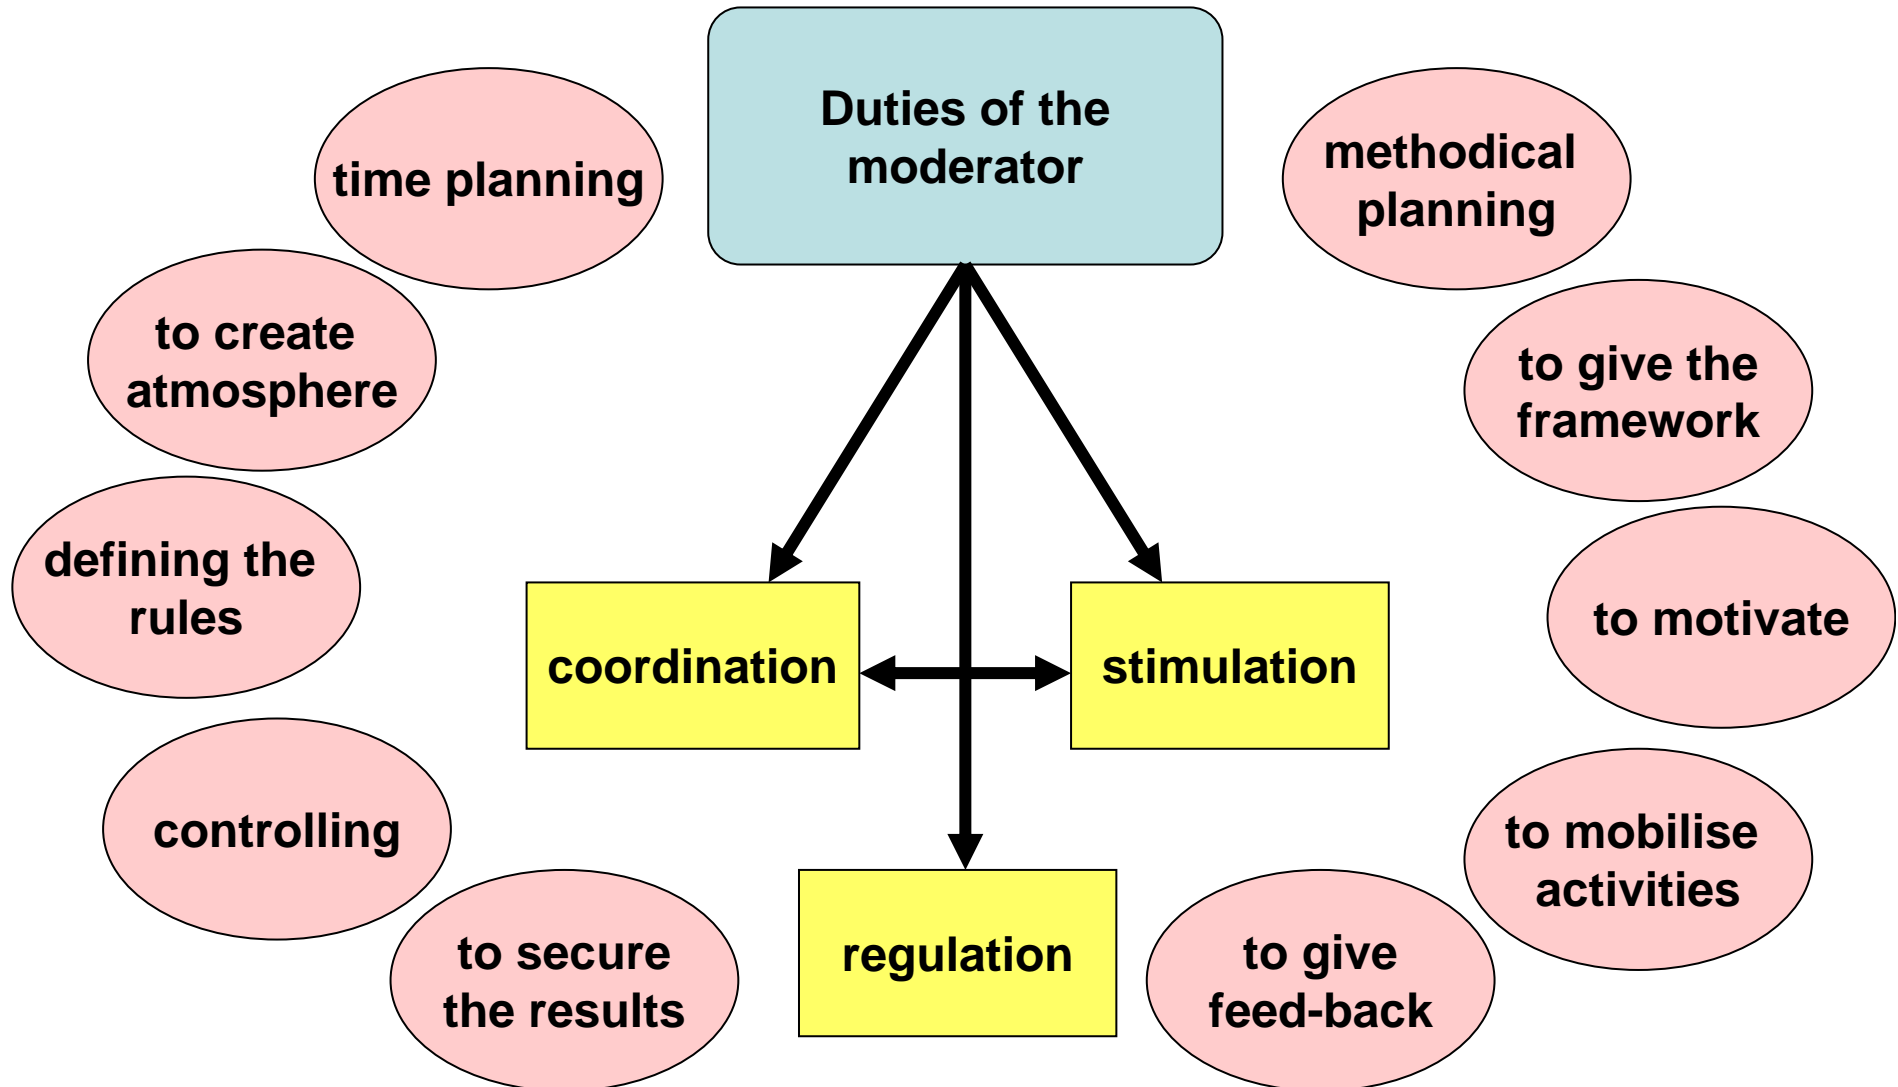 Duties of the
moderator
time planning
methodical
planning
to create
atmosphere
to give the
framework
defining the
rules
to motivate
coordination
stimulation
controlling
to mobilise
activities
to secure
the results
regulation
to give
feed-back